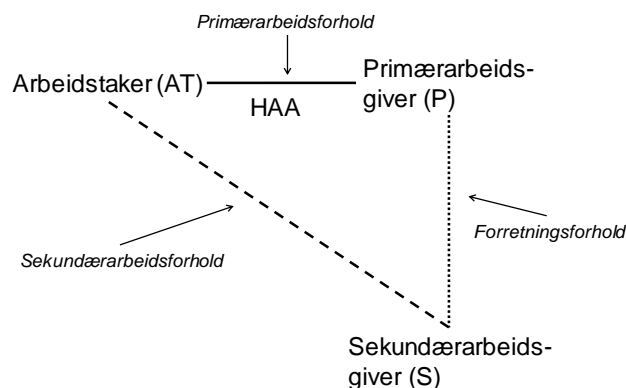 Primærarbeidsforhold
Arbeidstaker (AT)
Primærarbeids-
giver (P)
HAA
Sekundærarbeidsforhold
Forretningsforhold
Sekundærarbeids-
giver (S)